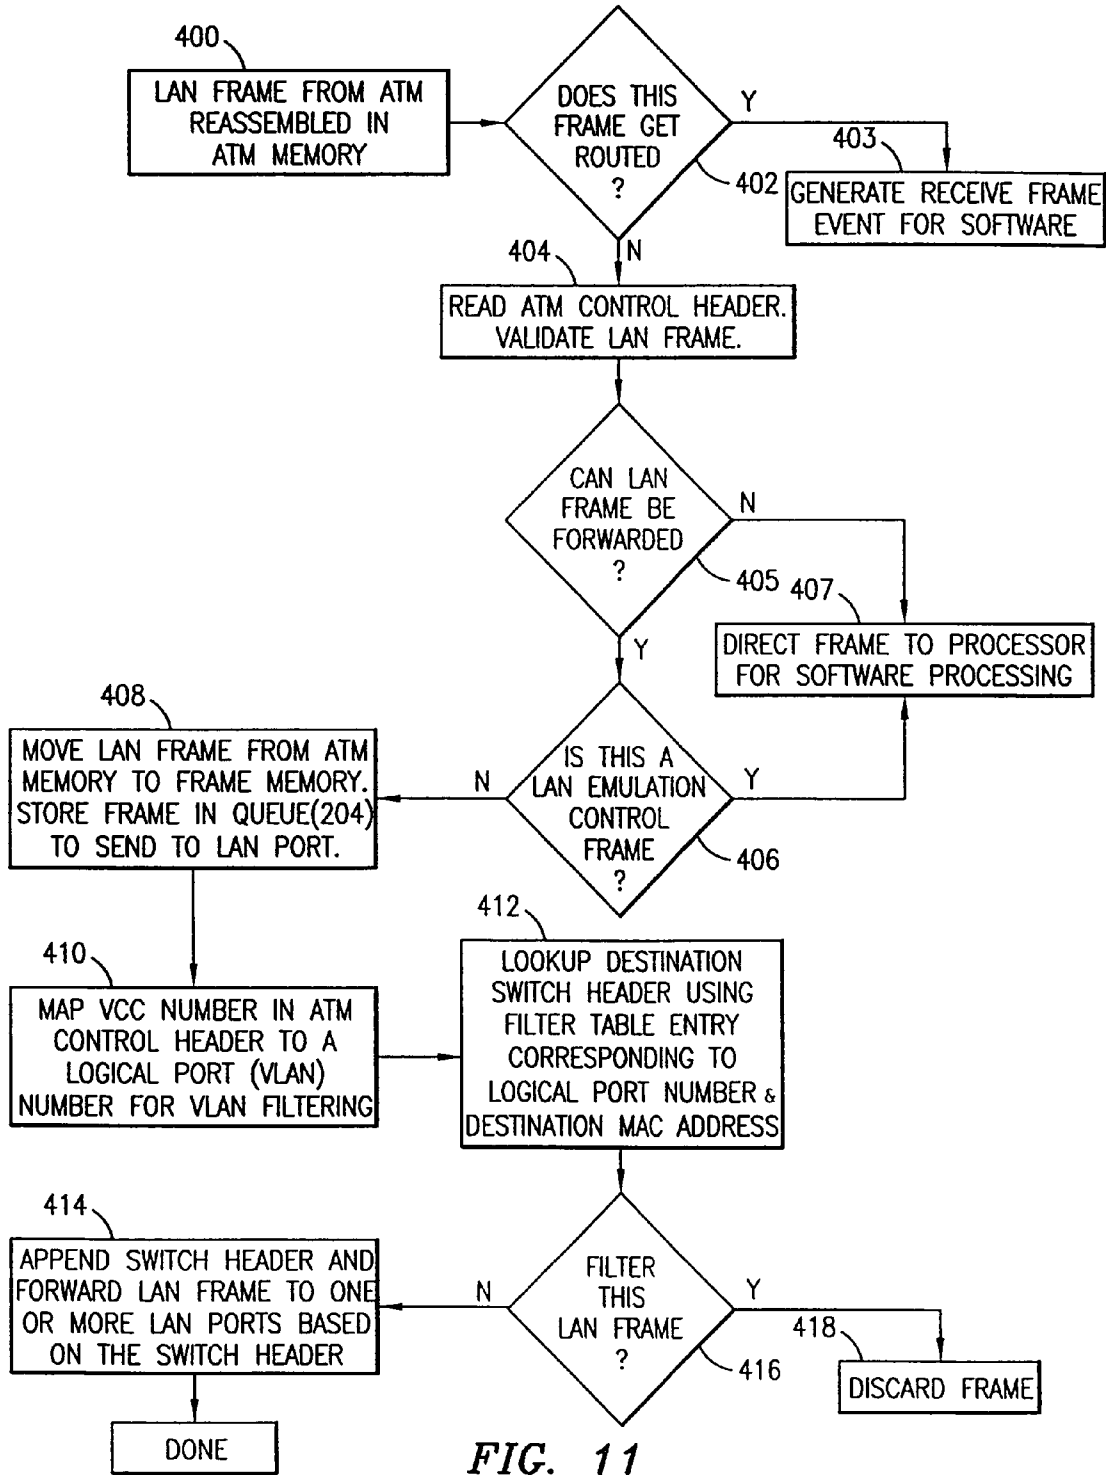 400
LAN FRAME FROM ATM
REASSEMBLED IN
ATM MEMORY
DOES THIS
FRAME GET
ROUTED
?
402
Y
403
GENERATE RECEIVE FRAME
EVENT FOR SOFTWARE
N
404
READ ATM CONTROL HEADER.
VALIDATE LAN FRAME.
CAN LAN
FRAME BE
FORWARDED
?
405
N
407
DIRECT FRAME TO PROCESSOR
FOR SOFTWARE PROCESSING
Y
IS THIS A
LAN EMULATION
CONTROL
FRAME
?
406
Y
N
408
MOVE LAN FRAME FROM ATM
MEMORY TO FRAME MEMORY.
STORE FRAME IN QUEUE(204)
TO SEND TO LAN PORT.
410
MAP VCC NUMBER IN ATM
CONTROL HEADER TO A
LOGICAL PORT (VLAN)
NUMBER FOR VLAN FILTERING
412
LOOKUP DESTINATION
SWITCH HEADER USING
FILTER TABLE ENTRY
CORRESPONDING TO
LOGICAL PORT NUMBER &
DESTINATION MAC ADDRESS
FILTER
THIS
LAN FRAME
?
416
Y
418
DISCARD FRAME
N
414
APPEND SWITCH HEADER AND
FORWARD LAN FRAME TO ONE
OR MORE LAN PORTS BASED
ON THE SWITCH HEADER
DONE
FIG. 11